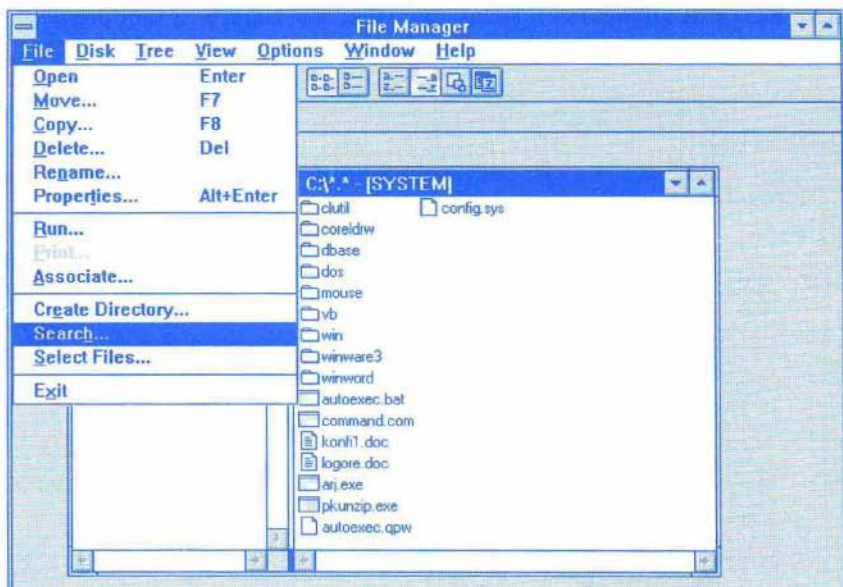 File Manager
File Disk Tree View Options Window Help
Open Enter
Move... F7
Copy... F8
Delete... Del
Rename...
Properties... Alt+Enter
Run...
Print...
Associate...
Create Directory...
Search...
Select Files...
Exit
C:\*.* - [SYSTEM]
clutil
coreldrw
dbase
dos
mouse
vb
win
winware3
winword
autoexec.bat
command.com
konfi1.doc
logore.doc
arj.exe
pkunzip.exe
autoexec.qpw
config.sys